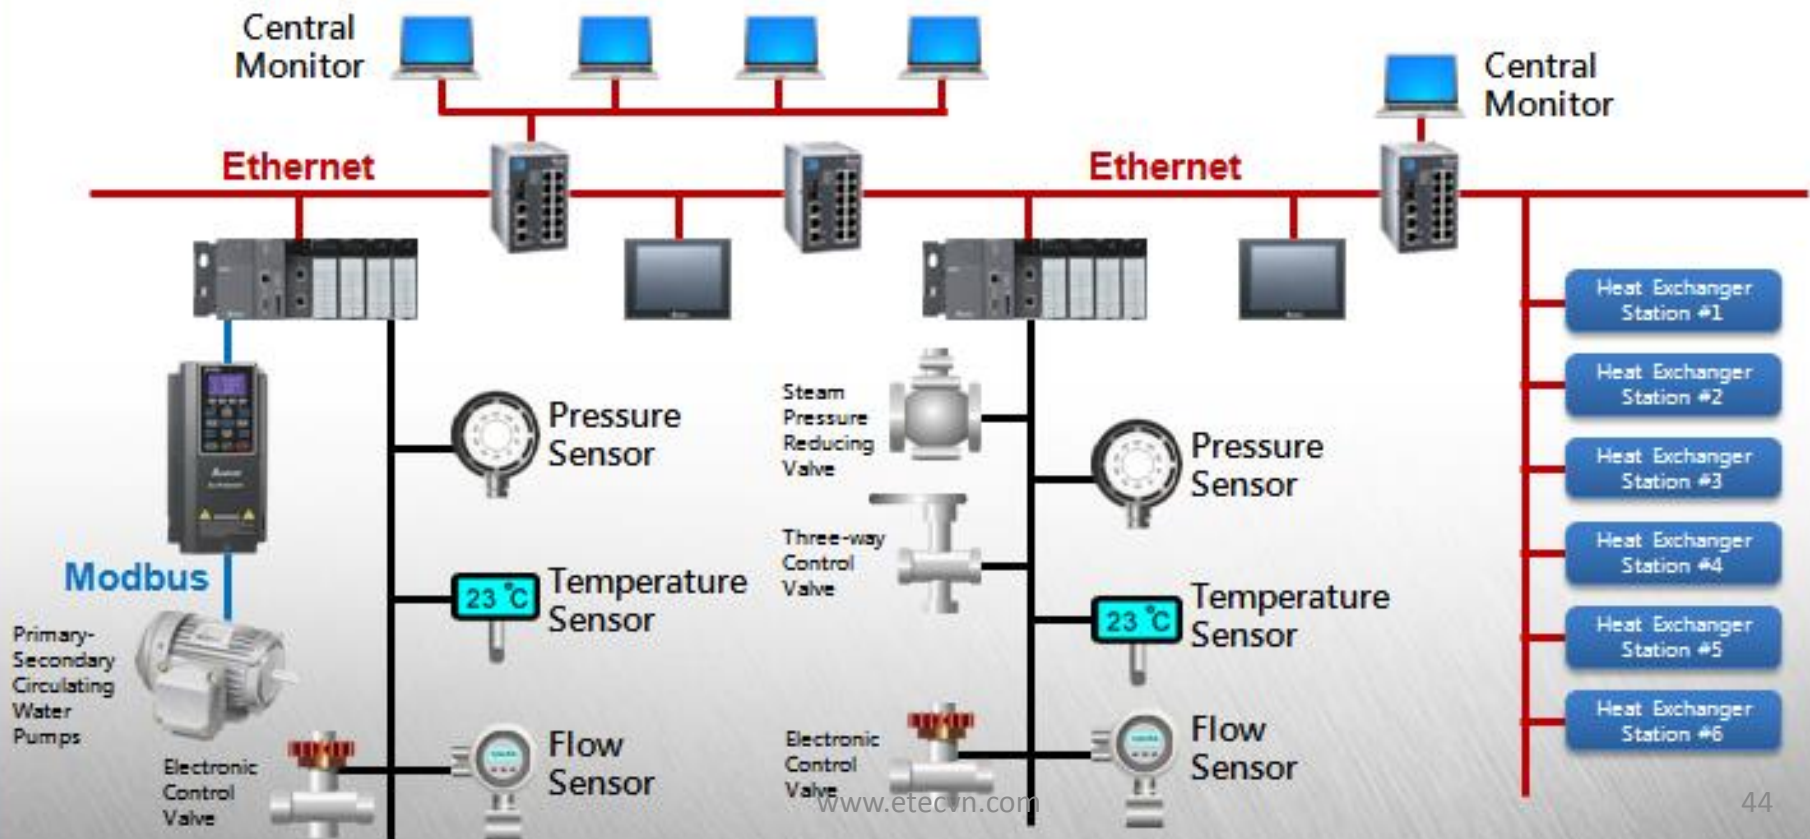 Central
Monitor
Central
Monitor
Ethernet
Ethernet
Heat Exchanger
Station #1
Heat Exchanger
Station #2
Heat Exchanger
Station #3
Heat Exchanger
Station #4
Heat Exchanger
Station #5
Heat Exchanger
Station #6
Pressure
Sensor
Steam
Pressure
Reducing
Valve
Pressure
Sensor
Three-way
Control
Valve
Modbus
23 °C
Temperature
Sensor
23 °C
Temperature
Sensor
Primary-
Secondary
Circulating
Water
Pumps
Electronic
Control
Valve
Flow
Sensor
Electronic
Control
Valve
Flow
Sensor
www.etecvn.com
44